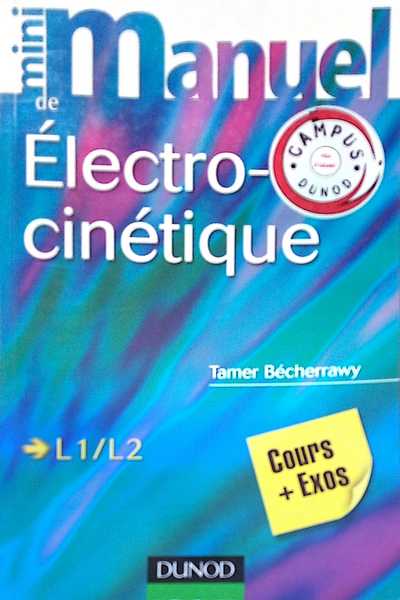 mini
manuel
de
Électro-
cinétique
CAMPUS
DUNOD
Tamer Bécherrawy
→ L1/L2
Cours
+ Exos
DUNOD